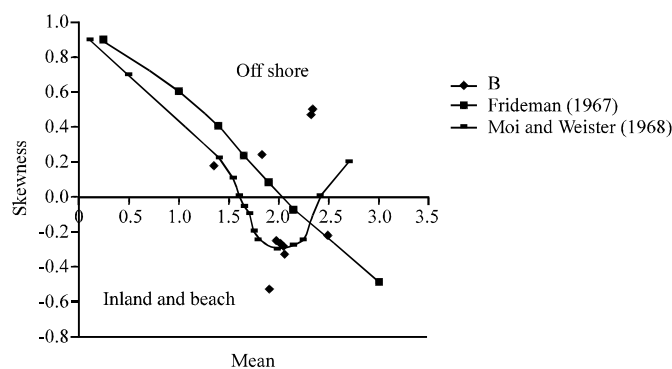 1.0
0.8
0.6
0.4
0.2
0.0
-0.2
-0.4
-0.6
-0.8
Skewness
Off shore
Inland and beach
0 0.5 1.0 1.5 2.0 2.5 3.0 3.5
Mean
B
Frideman (1967)
Moi and Weister (1968)